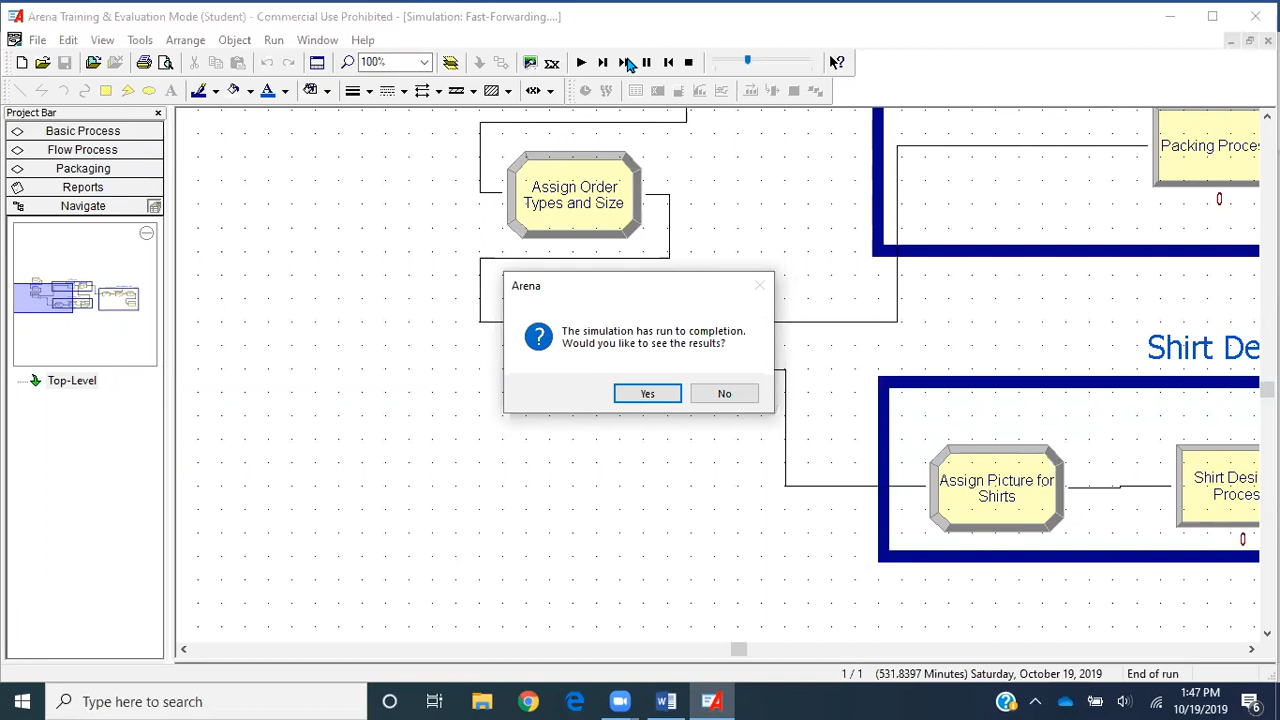 Arena Training & Evaluation Mode (Student) - Commercial Use Prohibited - [Simulation: Fast-Forwarding....]
File Edit View Tools Arrange Object Run Window Help
100%
Project Bar
Basic Process
Flow Process
Packaging
Reports
Navigate
Top-Level
Assign Order
Types and Size
Packing Proces
0
Arena
The simulation has run to completion.
Would you like to see the results?
Yes
No
Shirt De
Assign Picture for
Shirts
Shirt Desi
Proces
0
1 / 1 (531.8397 Minutes) Saturday, October 19, 2019 End of run
Type here to search
1:47 PM
10/19/2019
6